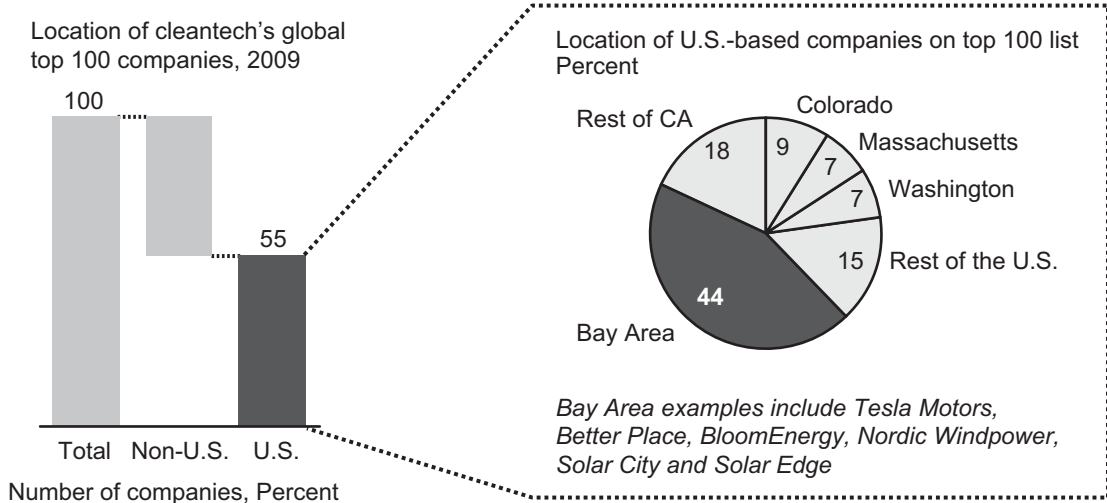 Location of cleantech's global
top 100 companies, 2009
100
55
Total Non-U.S. U.S.
Number of companies, Percent
Location of U.S.-based companies on top 100 list
Percent
Rest of CA
Colorado
Massachusetts
Washington
Rest of the U.S.
Bay Area
18
9
7
7
15
44
Bay Area examples include Tesla Motors,
Better Place, BloomEnergy, Nordic Windpower,
Solar City and Solar Edge